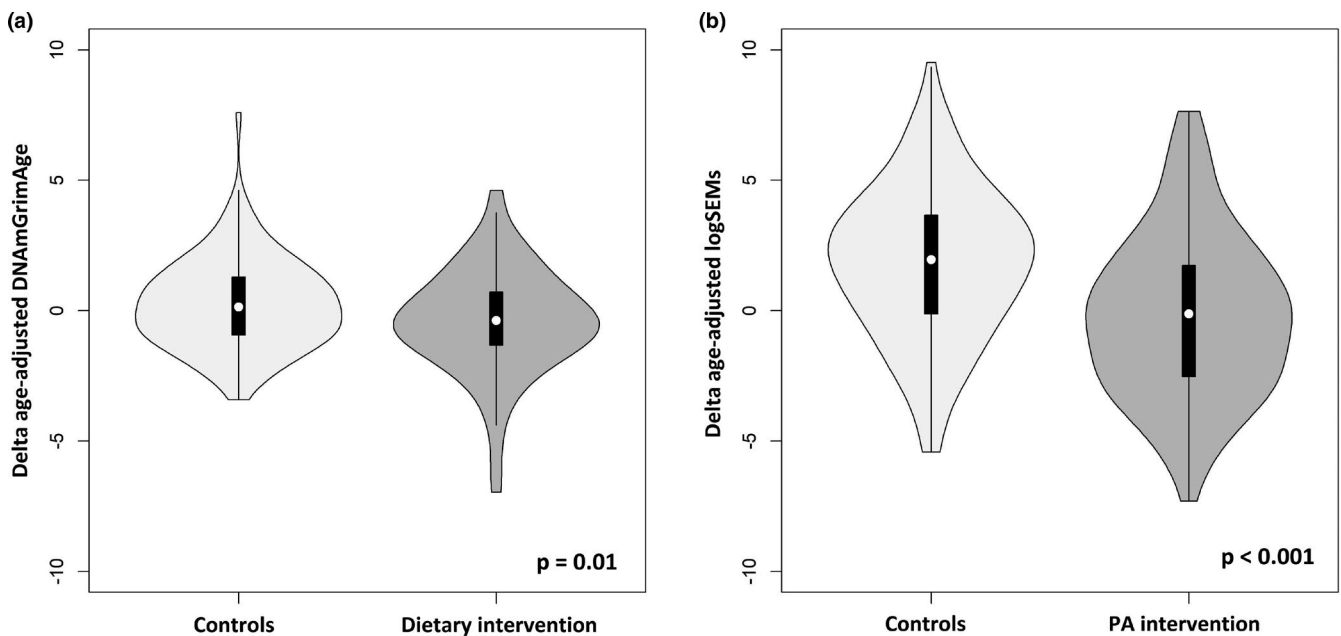 (a)
Delta age-adjusted DNAmGrimAge
10
5
0
-5
-10
p = 0.01
Controls
Dietary intervention
(b)
Delta age-adjusted logSEMs
10
5
0
-5
-10
p < 0.001
Controls
PA intervention